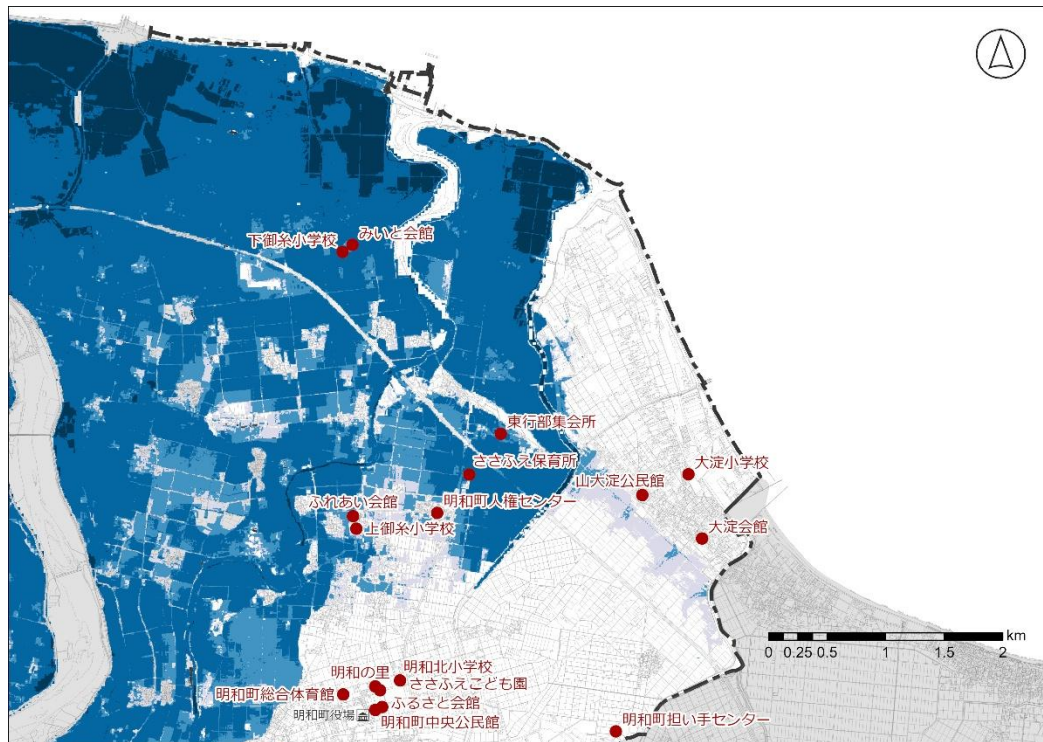 みいと会館
下御糸小学校
東行部集会所
ささふえ保育所
大淀小学校
山大淀公民館
ふれあい会館
明和町人権センター
上御糸小学校
大淀会館
km
0 0.25 0.5 1 1.5 2
明和の里
明和北小学校
ささふえこども園
明和町総合体育館
ふるさと会館
明和町役場
明和町中央公民館
明和町担い手センター